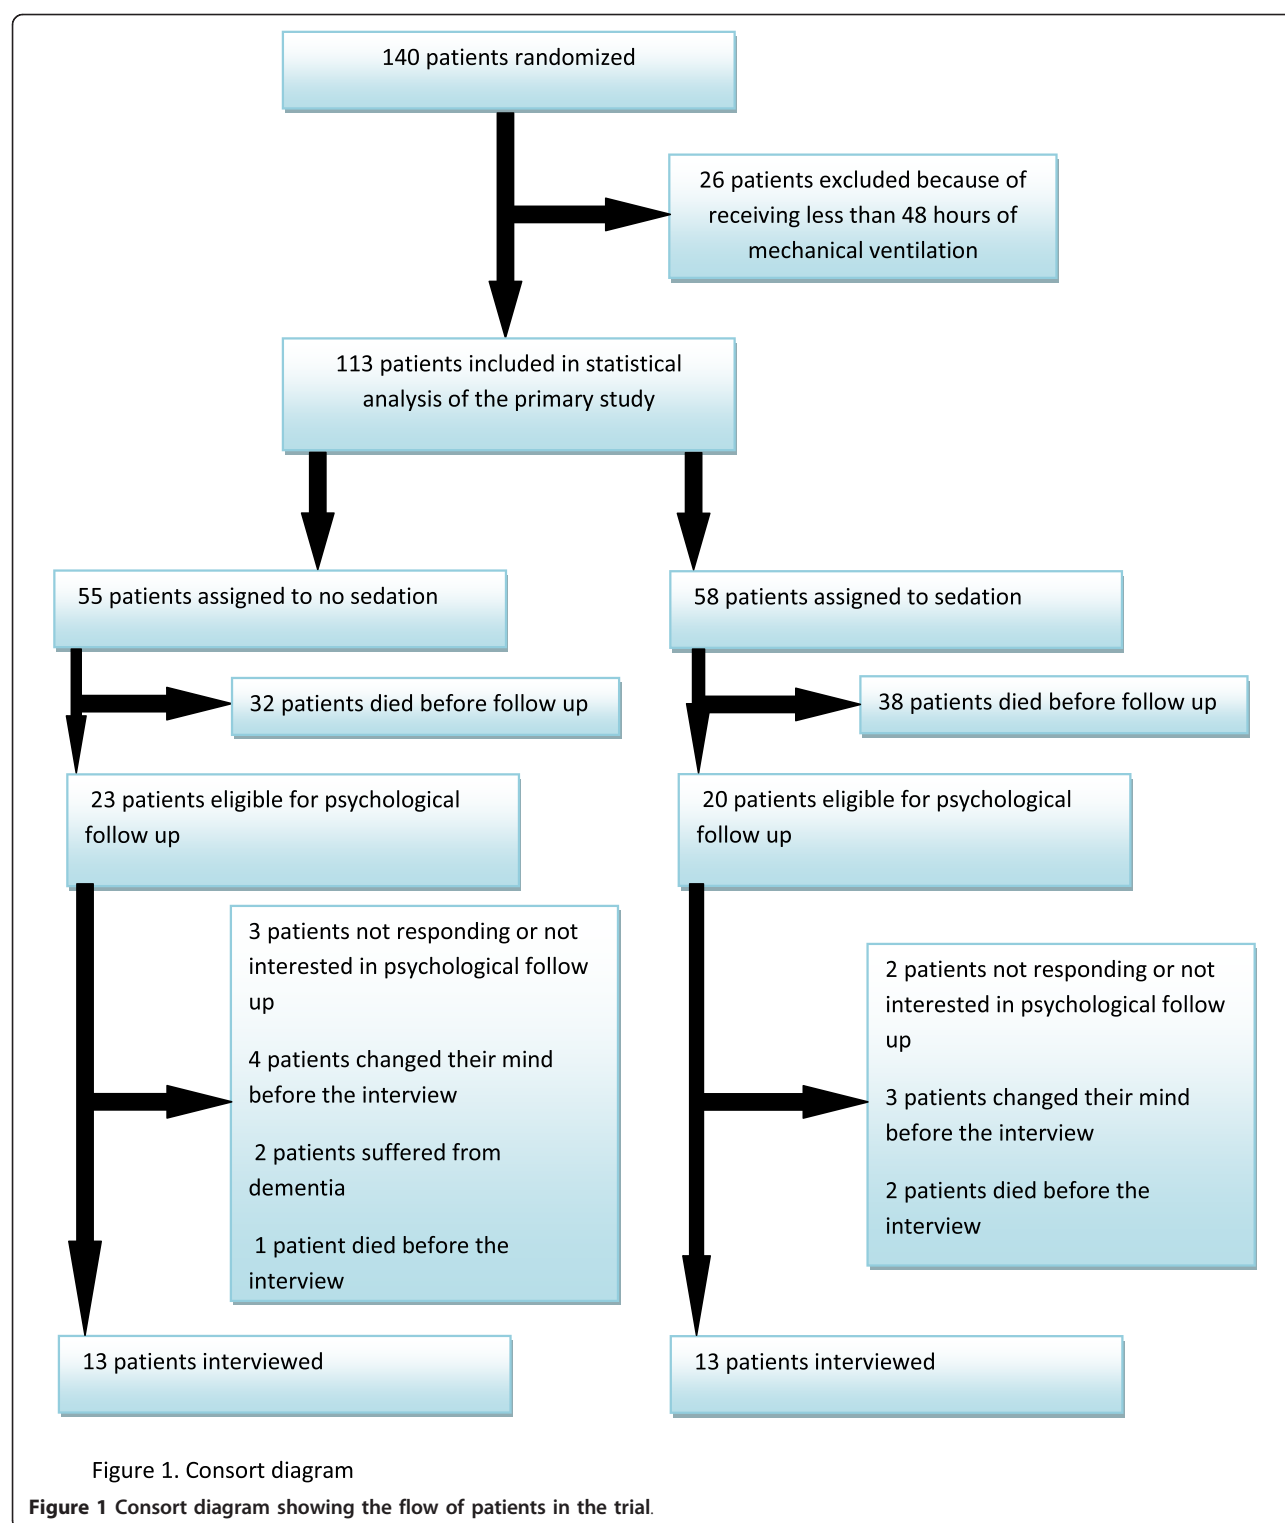 140 patients randomized
26 patients excluded because of
receiving less than 48 hours of
mechanical ventilation
113 patients included in statistical
analysis of the primary study
55 patients assigned to no sedation
58 patients assigned to sedation
32 patients died before follow up
38 patients died before follow up
23 patients eligible for psychological
follow up
20 patients eligible for psychological
follow up
3 patients not responding or not
interested in psychological follow
up
4 patients changed their mind
before the interview
2 patients suffered from
dementia
1 patient died before the
interview
2 patients not responding or not
interested in psychological follow
up
3 patients changed their mind
before the interview
2 patients died before the
interview
13 patients interviewed
13 patients interviewed
Figure 1. Consort diagram
Figure 1 Consort diagram showing the flow of patients in the trial.